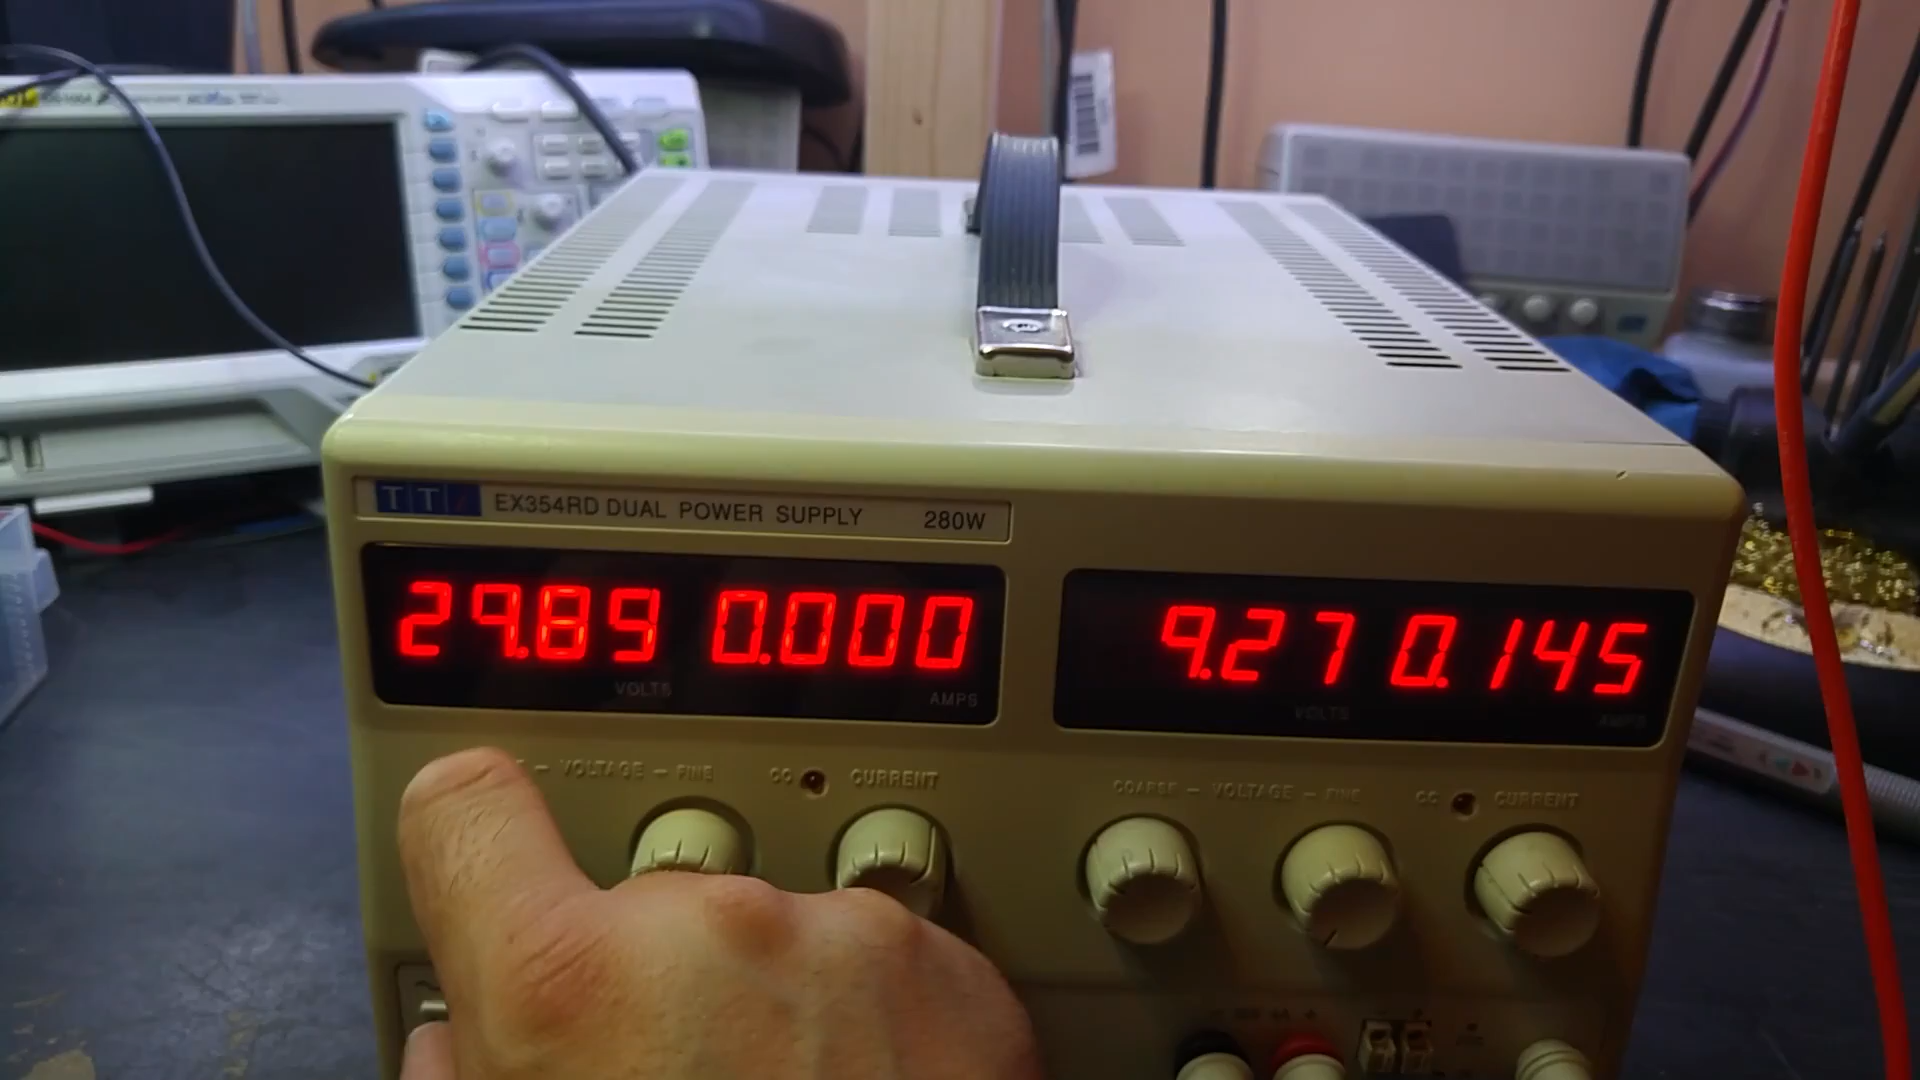 TTi EX354RD DUAL POWER SUPPLY 280W
29.89 0.000 9.27 0.145
VOLTS AMPS VOLTS AMPS
- VOLTAGE - FINE CC CURRENT COARSE - VOLTAGE - FINE CC CURRENT